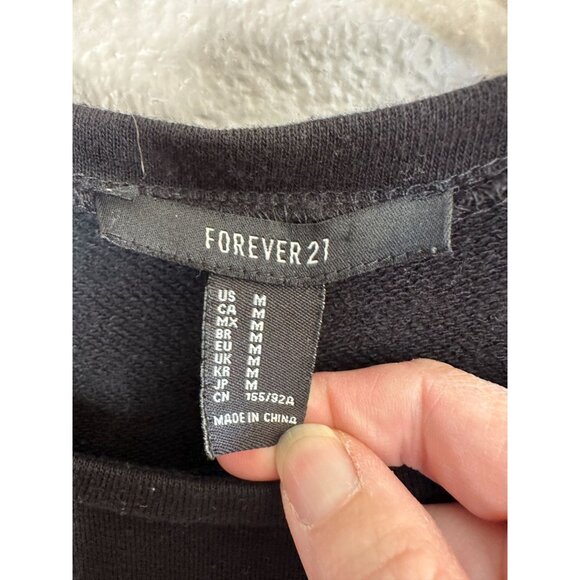 FOREVER 21
US M
CA M
MX M
BR M
EU M
UK M
KR M
JP M
CN 155/92A
MADE IN CHINA